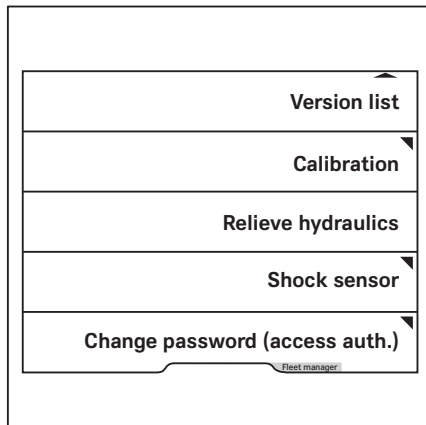 Version list
Calibration
Relieve hydraulics
Shock sensor
Change password (access auth.)
Fleet manager